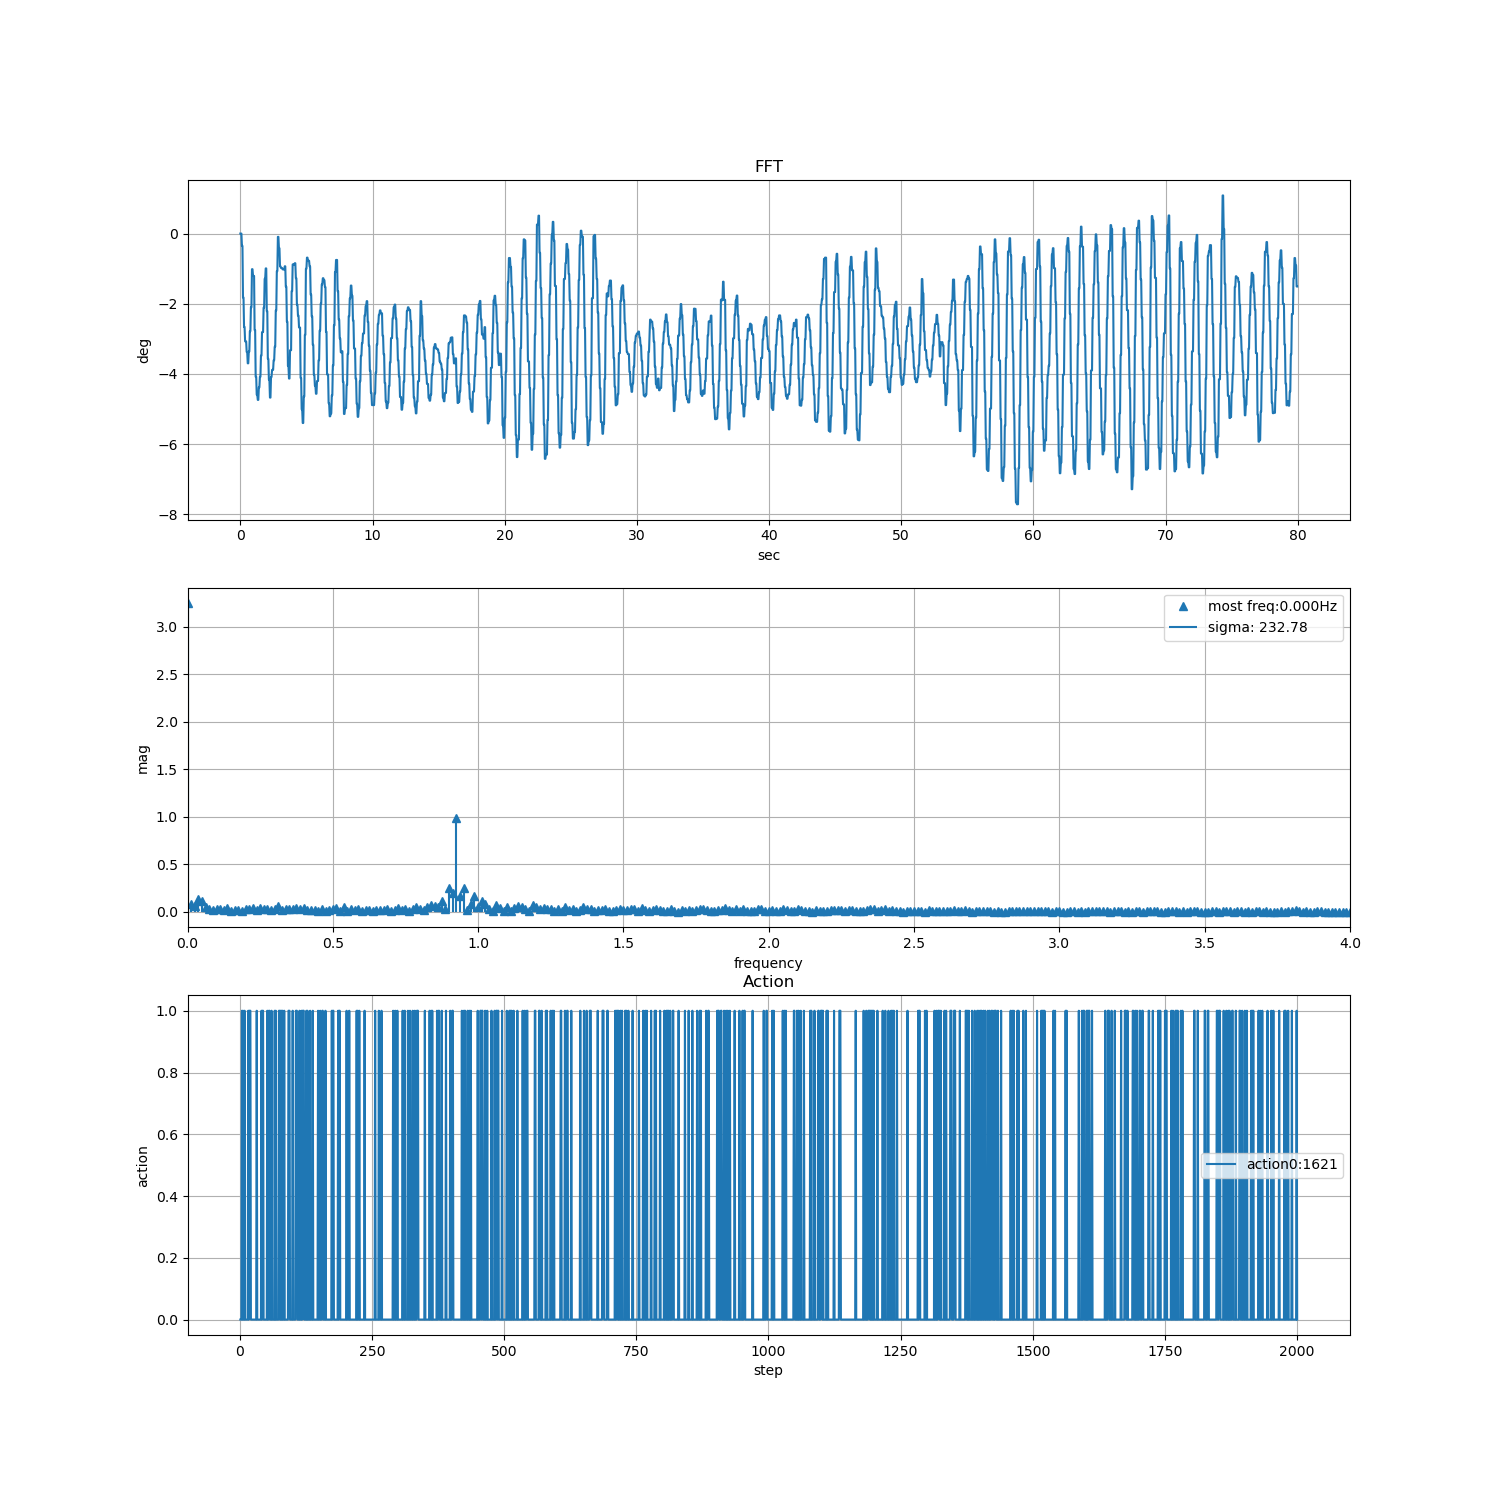 FFT
0
−2
−4
−6
−8
deg
0 10 20 30 40 50 60 70 80
sec
3.0
2.5
2.0
1.5
1.0
0.5
0.0
mag
most freq:0.000Hz
sigma: 232.78
0.0 0.5 1.0 1.5 2.0 2.5 3.0 3.5 4.0
frequency
Action
1.0
0.8
0.6
0.4
0.2
0.0
action
action0:1621
0 250 500 750 1000 1250 1500 1750 2000
step